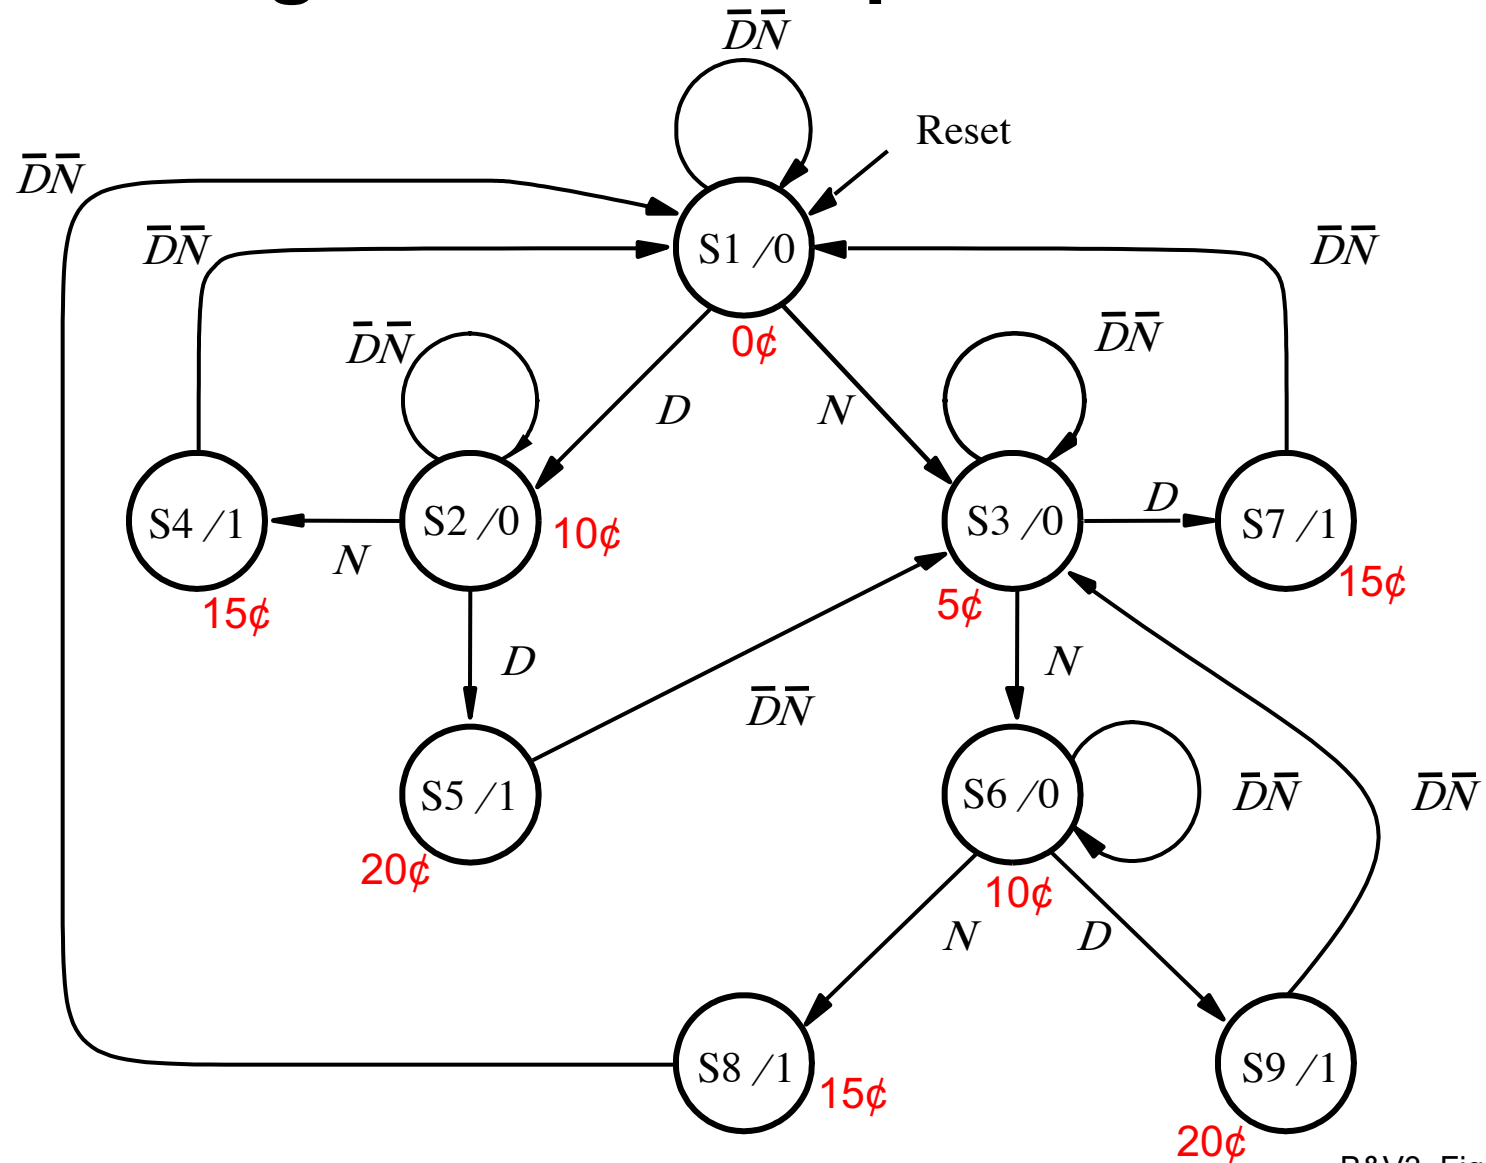 D̅N̅
Reset
D̅N̅
D̅N̅
S1 /0
D̅N̅
0¢
D̅N̅
D̅N̅
D
N
S4 /1
S2 /0
10¢
S3 /0
D
S7 /1
N
15¢
15¢
5¢
D
N
D̅N̅
S5 /1
S6 /0
D̅N̅
D̅N̅
20¢
10¢
N
D
S8 /1
15¢
S9 /1
20¢